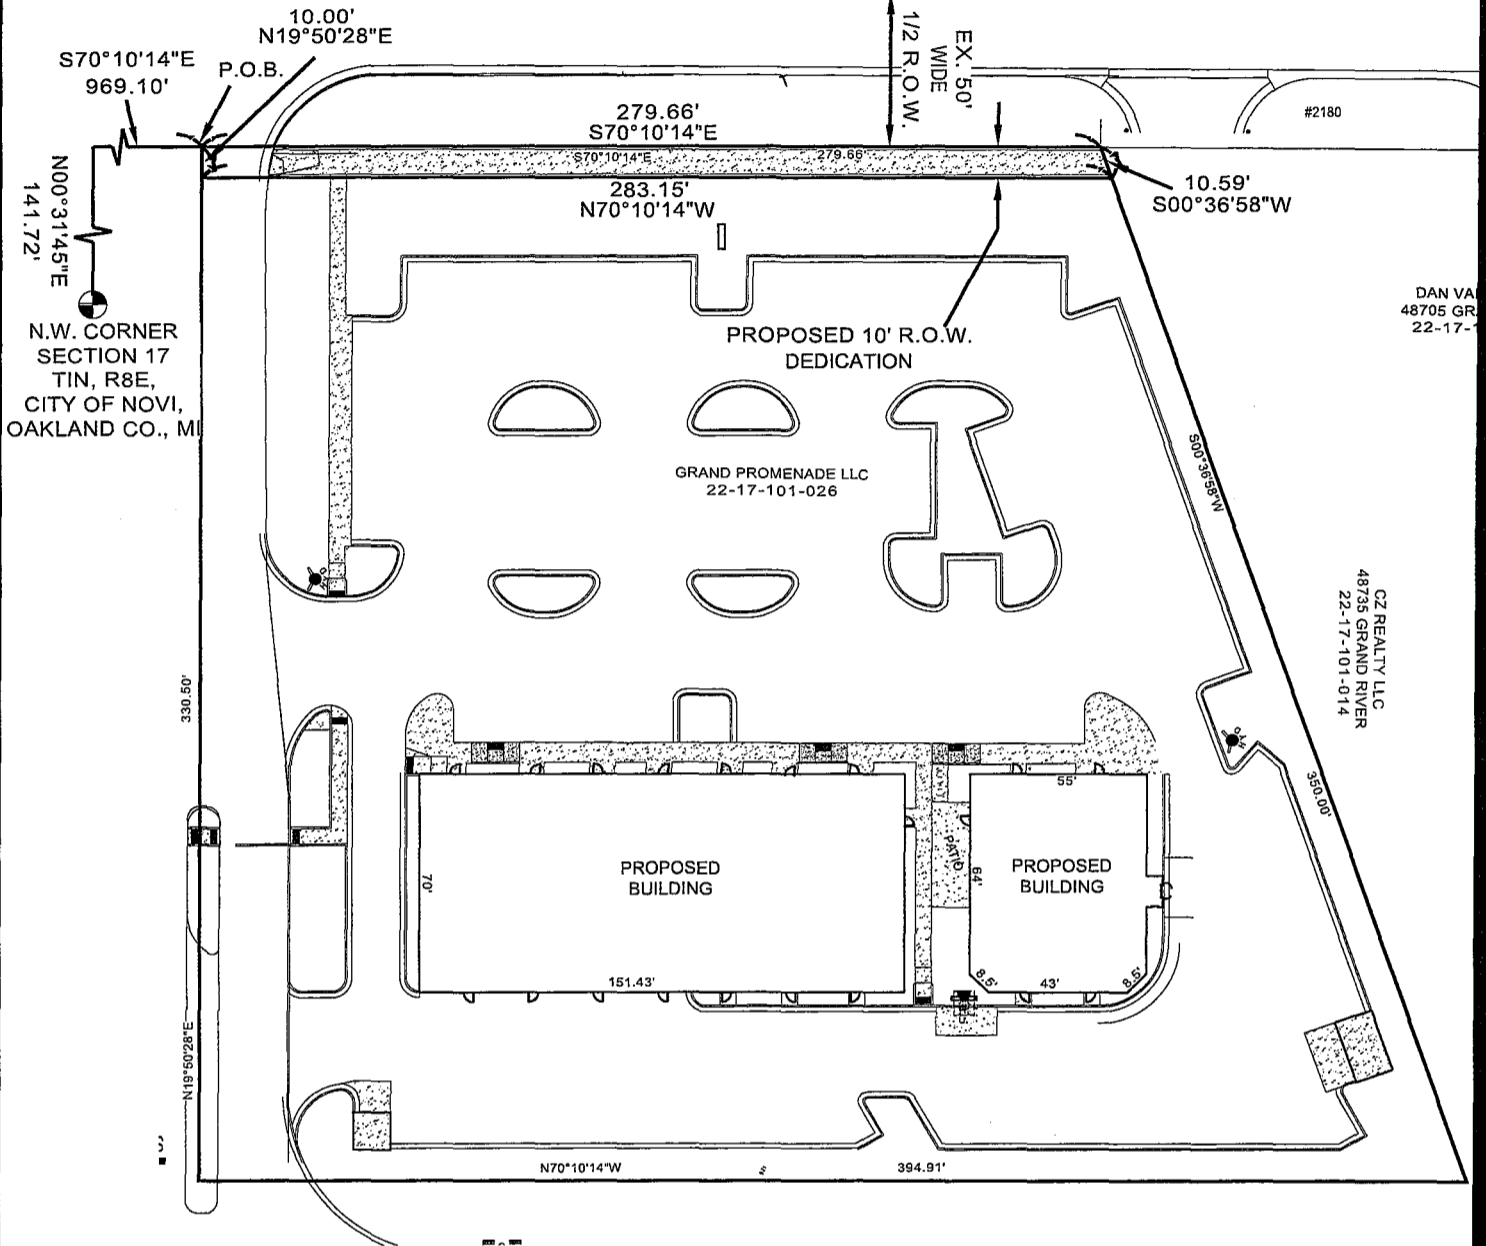 10.00'
N19°50'28"E
S70°10'14"E
969.10'
P.O.B.
EX. 50'
WIDE
1/2 R.O.W.
#2180
279.66'
S70°10'14"E
S70°10'14"E
279.66'
283.15'
N70°10'14"W
10.59'
S00°36'58"W
N00°31'45"E
141.72'
N.W. CORNER
SECTION 17
TIN, R8E,
CITY OF NOVI,
OAKLAND CO., MI
PROPOSED 10' R.O.W.
DEDICATION
DAN VA
48705 GR
22-17-1
GRAND PROMENADE LLC
22-17-101-026
S00°36'58"W
CZ REALTY LLC
48735 GRAND RIVER
22-17-101-014
330.50'
350.00'
55'
PATIO
64'
70'
PROPOSED
BUILDING
PROPOSED
BUILDING
151.43'
8.5'
43'
8.5'
N19°50'28"E
N70°10'14"W
394.91'